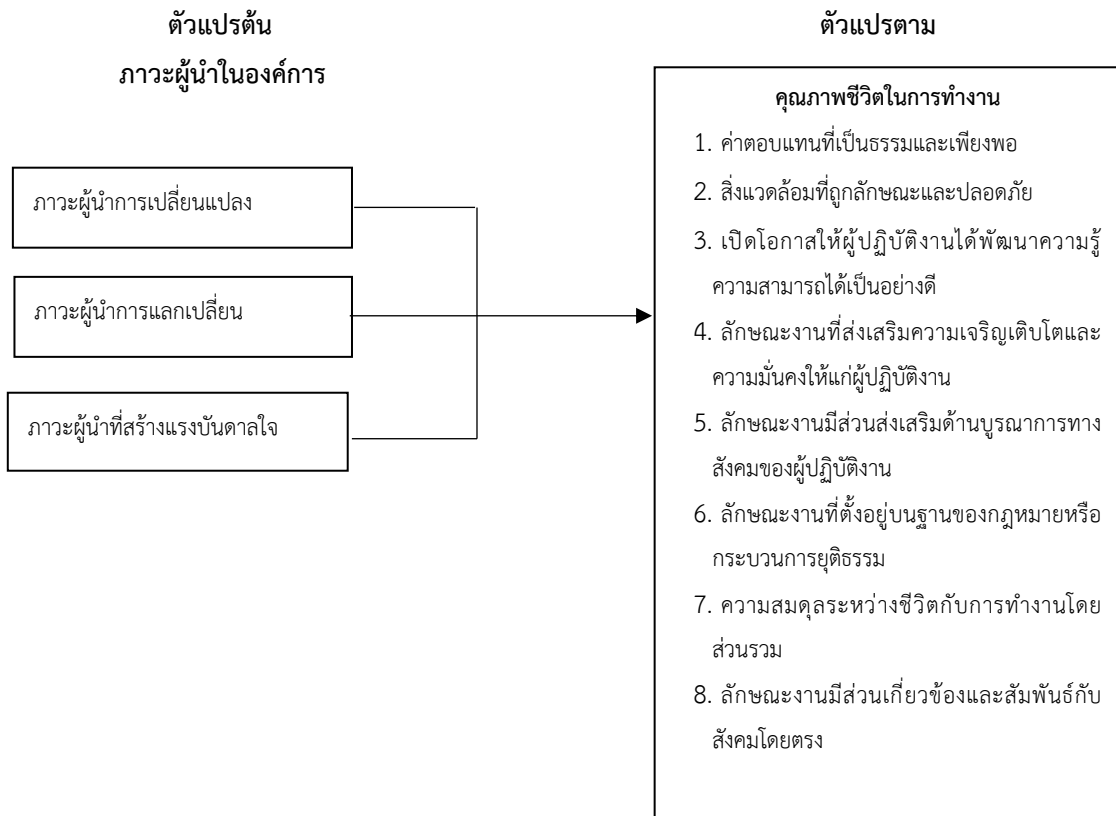 ตัวแปรต้น
ภาวะผู้นำในองค์การ
ภาวะผู้นำการเปลี่ยนแปลง
ภาวะผู้นำการแลกเปลี่ยน
ภาวะผู้นำที่สร้างแรงบันดาลใจ
ตัวแปรตาม
คุณภาพชีวิตในการทำงาน
1. ค่าตอบแทนที่เป็นธรรมและเพียงพอ
2. สิ่งแวดล้อมที่ถูกลักษณะและปลอดภัย
3. เปิดโอกาสให้ผู้ปฏิบัติงานได้พัฒนาความรู้
ความสามารถได้เป็นอย่างดี
4. ลักษณะงานที่ส่งเสริมความเจริญเติบโตและ
ความมั่นคงให้แก่ผู้ปฏิบัติงาน
5. ลักษณะงานมีส่วนส่งเสริมด้านบูรณาการทาง
สังคมของผู้ปฏิบัติงาน
6. ลักษณะงานที่ตั้งอยู่บนฐานของกฎหมายหรือ
กระบวนการยุติธรรม
7. ความสมดุลระหว่างชีวิตกับการทำงานโดย
ส่วนรวม
8. ลักษณะงานมีส่วนเกี่ยวข้องและสัมพันธ์กับ
สังคมโดยตรง